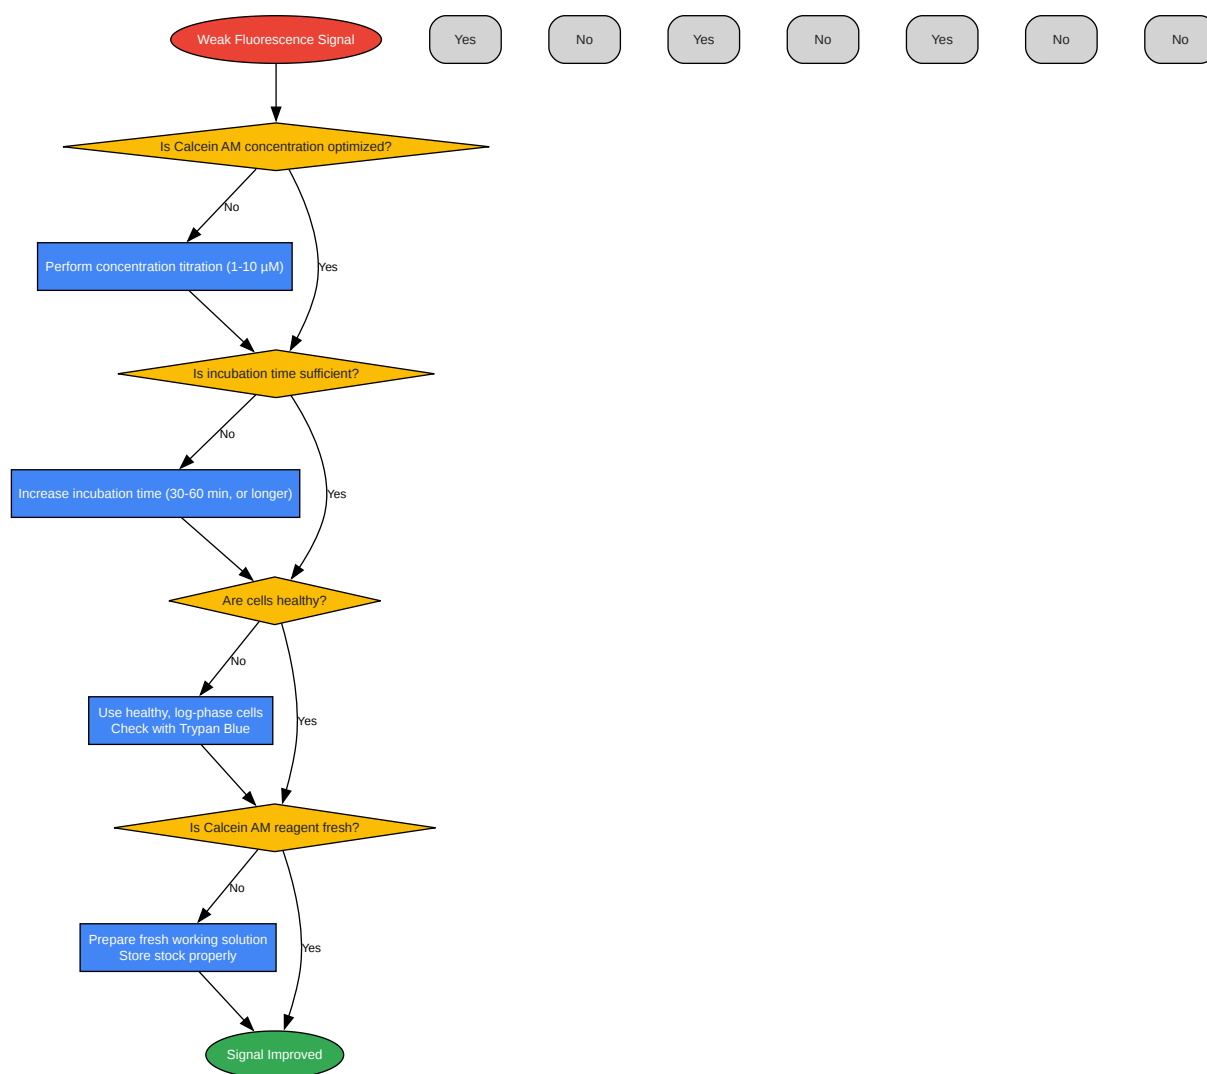 Weak Fluorescence Signal
Yes
No
Yes
No
Yes
No
No
Is Calcein AM concentration optimized?
No
Perform concentration titration (1-10 µM)
Yes
Is incubation time sufficient?
No
Increase incubation time (30-60 min, or longer)
Yes
Are cells healthy?
No
Use healthy, log-phase cells
Check with Trypan Blue
Yes
Is Calcein AM reagent fresh?
No
Prepare fresh working solution
Store stock properly
Yes
Signal Improved